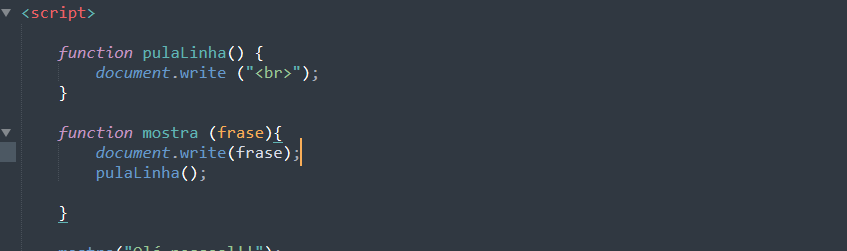 <script>
function pulaLinha() {
document.write ("<br>");
}
function mostra (frase){
document.write(frase);
pulaLinha();
}